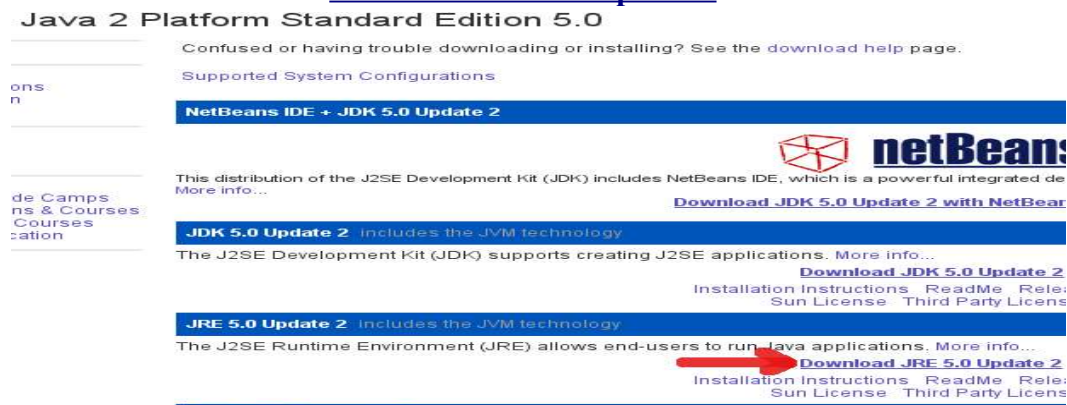 Java 2 Platform Standard Edition 5.0
Confused or having trouble downloading or installing? See the download help page.
Supported System Configurations
ons
n
NetBeans IDE + JDK 5.0 Update 2
netBeans
This distribution of the J2SE Development Kit (JDK) includes NetBeans IDE, which is a powerful integrated de
More info...
Download JDK 5.0 Update 2 with NetBean
de Camps
ns & Courses
Courses
cation
JDK 5.0 Update 2 includes the JVM technology
The J2SE Development Kit (JDK) supports creating J2SE applications. More info...
Download JDK 5.0 Update 2
Installation Instructions ReadMe Relea
Sun License Third Party Licens
JRE 5.0 Update 2 includes the JVM technology
The J2SE Runtime Environment (JRE) allows end-users to run Java applications. More info...
Download JRE 5.0 Update 2
Installation Instructions ReadMe Relea
Sun License Third Party Licens